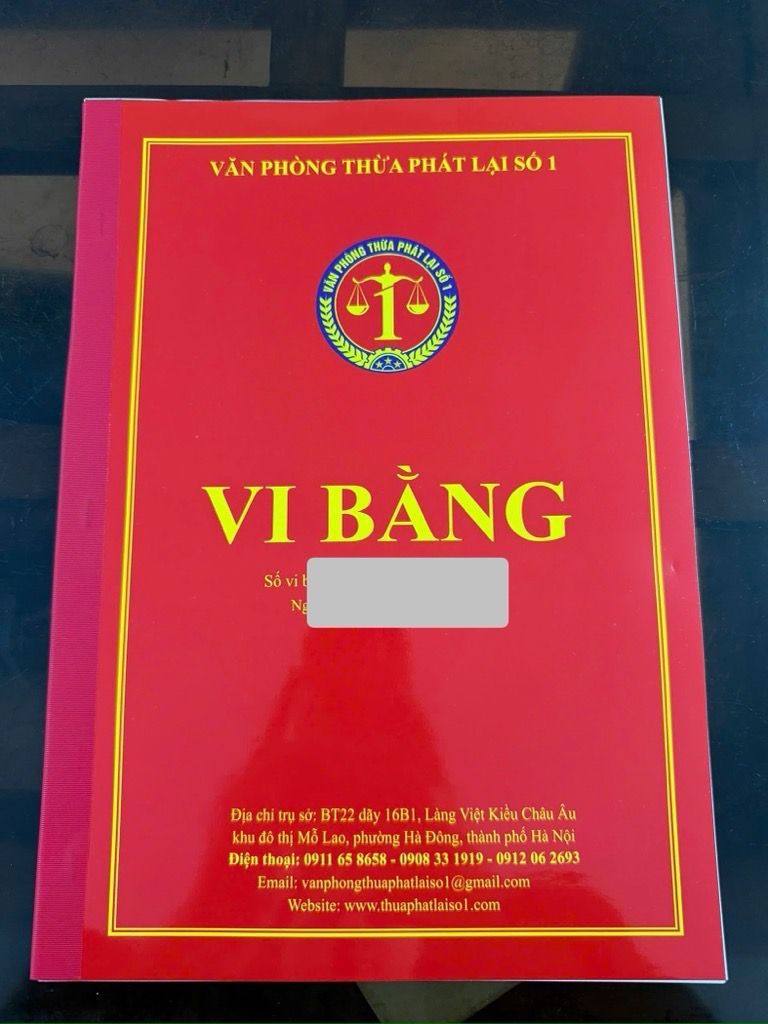 VĂN PHÒNG THỪA PHÁT LẠI SỐ 1
VĂN PHÒNG THỪA PHÁT LẠI SỐ 1
1
VI BẰNG
Số vi
Địa chỉ trụ sở: BT22 dãy 16B1, Làng Việt Kiều Châu Âu
khu đô thị Mỗ Lao, phường Hà Đông, thành phố Hà Nội
Điện thoại: 0911 65 8658 - 0908 33 1919 - 0912 06 2693
Email: vanphongthuaphatlaiso1@gmail.com
Website: www.thuaphatlaiso1.com